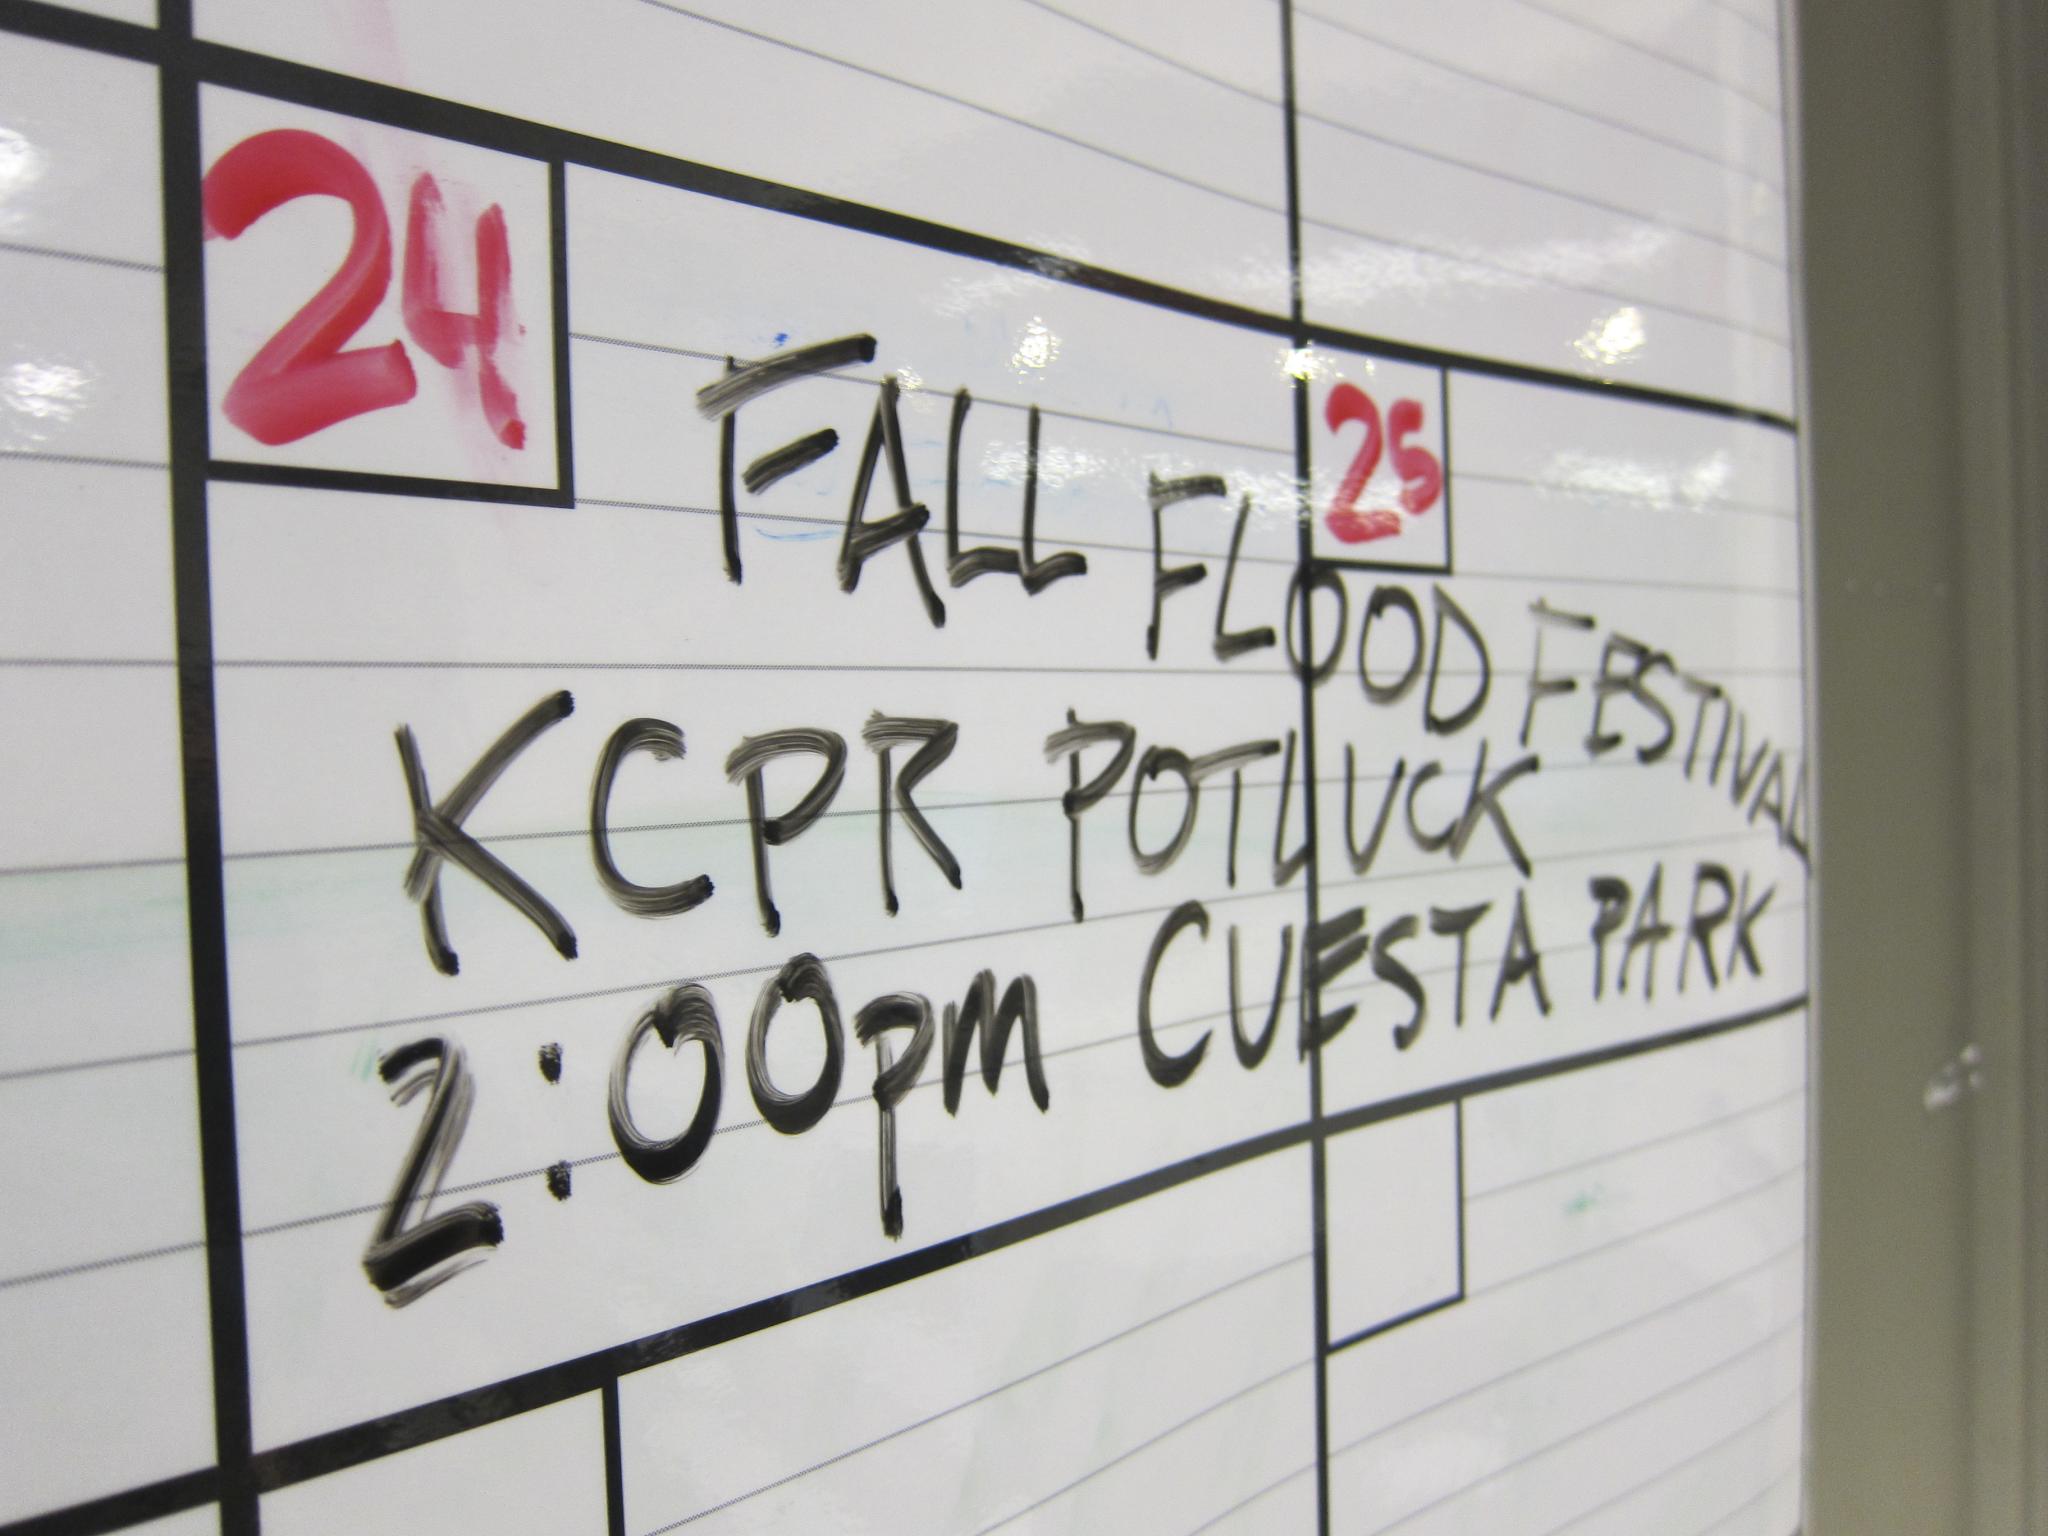 24 25
FALL FLOOD FESTIVAL
KCPR POTLUCK
2:00pm CUESTA PARK